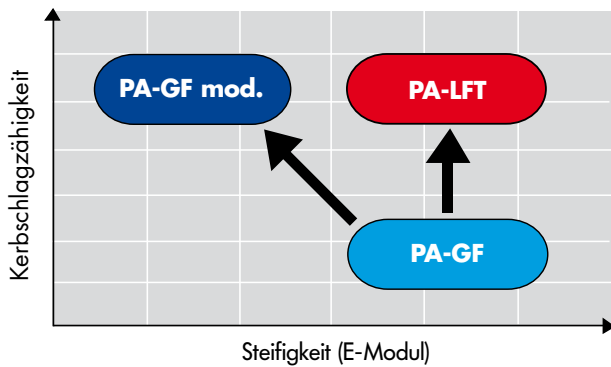 Kerbschlagzähigkeit
PA-GF mod.
PA-LFT
PA-GF
Steifigkeit (E-Modul)